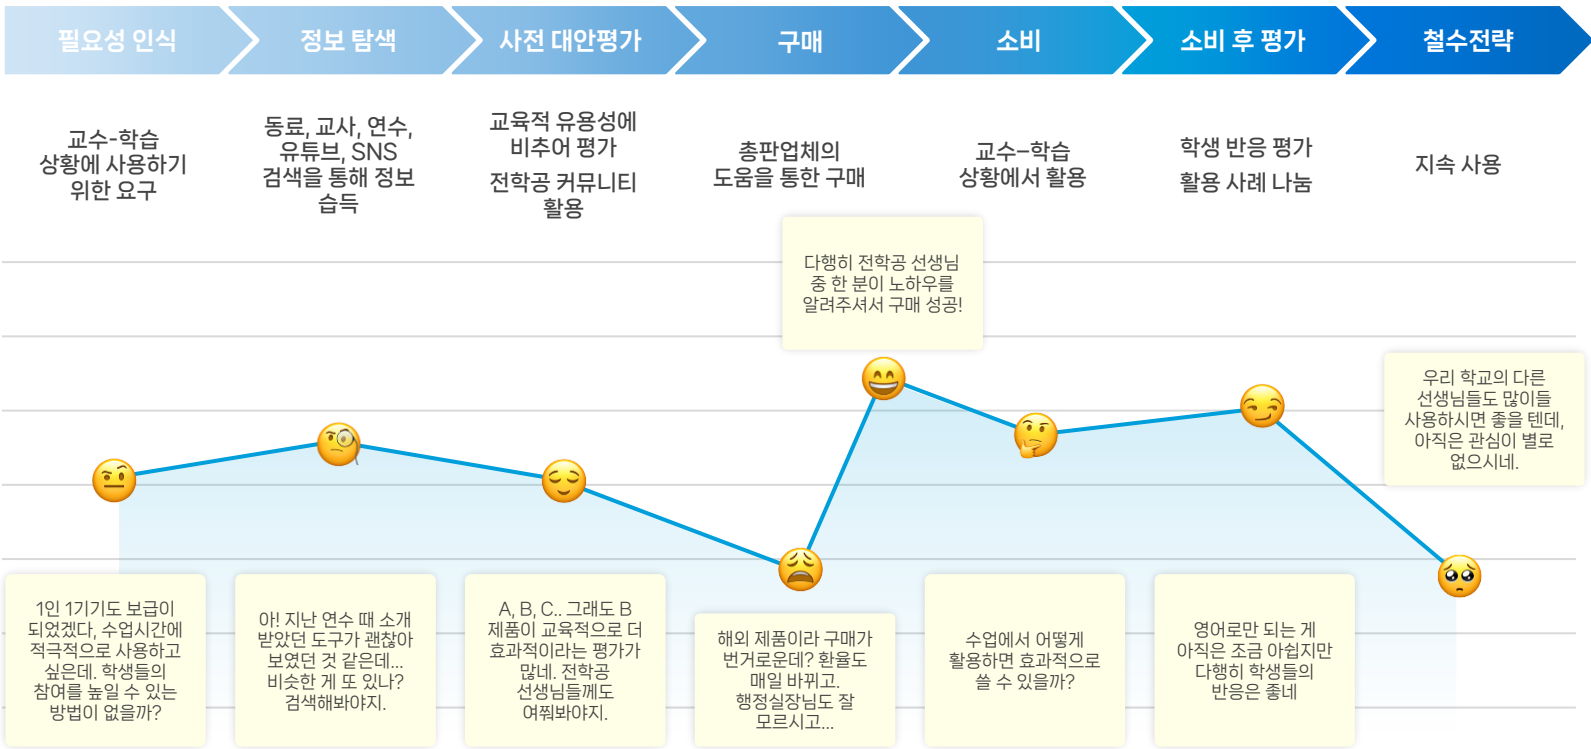 필요성 인식
정보 탐색
사전 대안평가
구매
소비
소비 후 평가
철수전략
교수-학습
상황에 사용하기
위한 요구
동료, 교사, 연수,
유튜브, SNS
검색을 통해 정보
습득
교육적 유용성에
비추어 평가
전학공 커뮤니티
활용
총판업체의
도움을 통한 구매
교수–학습
상황에서 활용
학생 반응 평가
활용 사례 나눔
지속 사용
다행히 전학공 선생님
중 한 분이 노하우를
알려주셔서 구매 성공!
우리 학교의 다른
선생님들도 많이들
사용하시면 좋을 텐데,
아직은 관심이 별로
없으시네.
1인 1기기도 보급이
되었겠다, 수업시간에
적극적으로 사용하고
싶은데. 학생들의
참여를 높일 수 있는
방법이 없을까?
아! 지난 연수 때 소개
받았던 도구가 괜찮아
보였던 것 같은데...
비슷한 게 또 있나?
검색해봐야지.
A, B, C.. 그래도 B
제품이 교육적으로 더
효과적이라는 평가가
많네. 전학공
선생님들께도
여쭤봐야지.
해외 제품이라 구매가
번거로운데? 환율도
매일 바뀌고.
행정실장님도 잘
모르시고...
수업에서 어떻게
활용하면 효과적으로
쓸 수 있을까?
영어로만 되는 게
아직은 조금 아쉽지만
다행히 학생들의
반응은 좋네